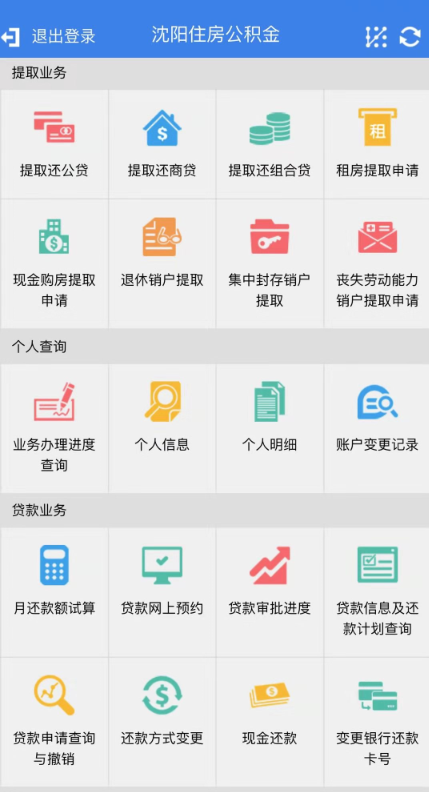 退出登录 沈阳住房公积金
提取业务
提取还公贷 提取还商贷 提取还组合贷 租房提取申请
租
现金购房提取
申请
退休销户提取
集中封存销户
提取
丧失劳动能力
销户提取申请
个人查询
业务办理进度
查询
个人信息
个人明细
账户变更记录
贷款业务
月还款额试算
贷款网上预约
贷款审批进度
贷款信息及还
款计划查询
贷款申请查询
与撤销
还款方式变更
现金还款
变更银行还款
卡号